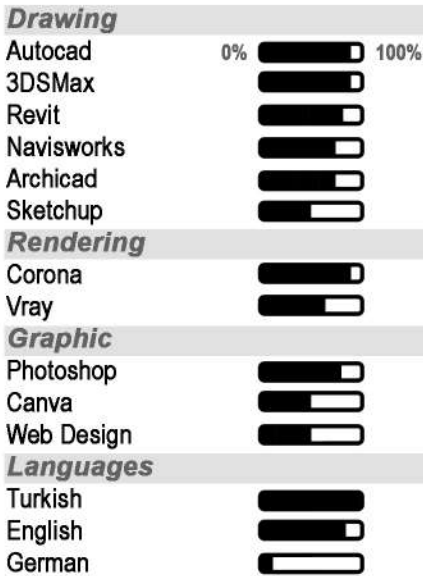 Drawing
Autocad 0% 100%
3DSMax
Revit
Navisworks
Archicad
Sketchup
Rendering
Corona
Vray
Graphic
Photoshop
Canva
Web Design
Languages
Turkish
English
German